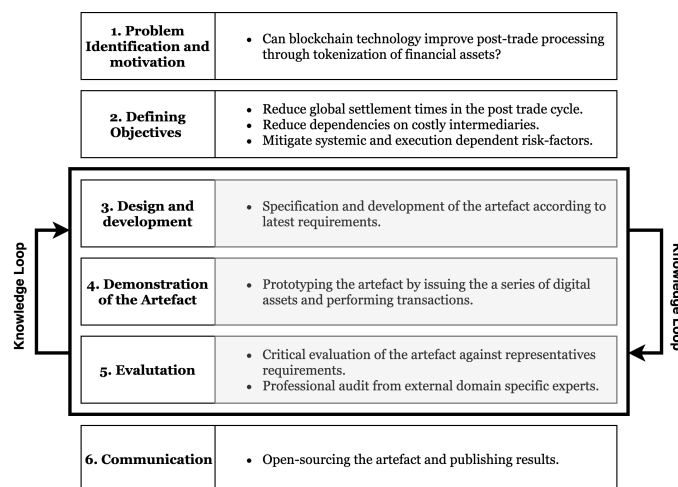 1. Problem
Identification and
motivation
• Can blockchain technology improve post-trade processing
through tokenization of financial assets?
2. Defining
Objectives
• Reduce global settlement times in the post trade cycle.
• Reduce dependencies on costly intermediaries.
• Mitigate systemic and execution dependent risk-factors.
Knowledge Loop
3. Design and
development
• Specification and development of the artefact according to
latest requirements.
4. Demonstration
of the Artefact
• Prototyping the artefact by issuing the a series of digital
assets and performing transactions.
5. Evalutation
• Critical evaluation of the artefact against representatives
requirements.
• Professional audit from external domain specific experts.
Knowledge Loop
6. Communication
• Open-sourcing the artefact and publishing results.